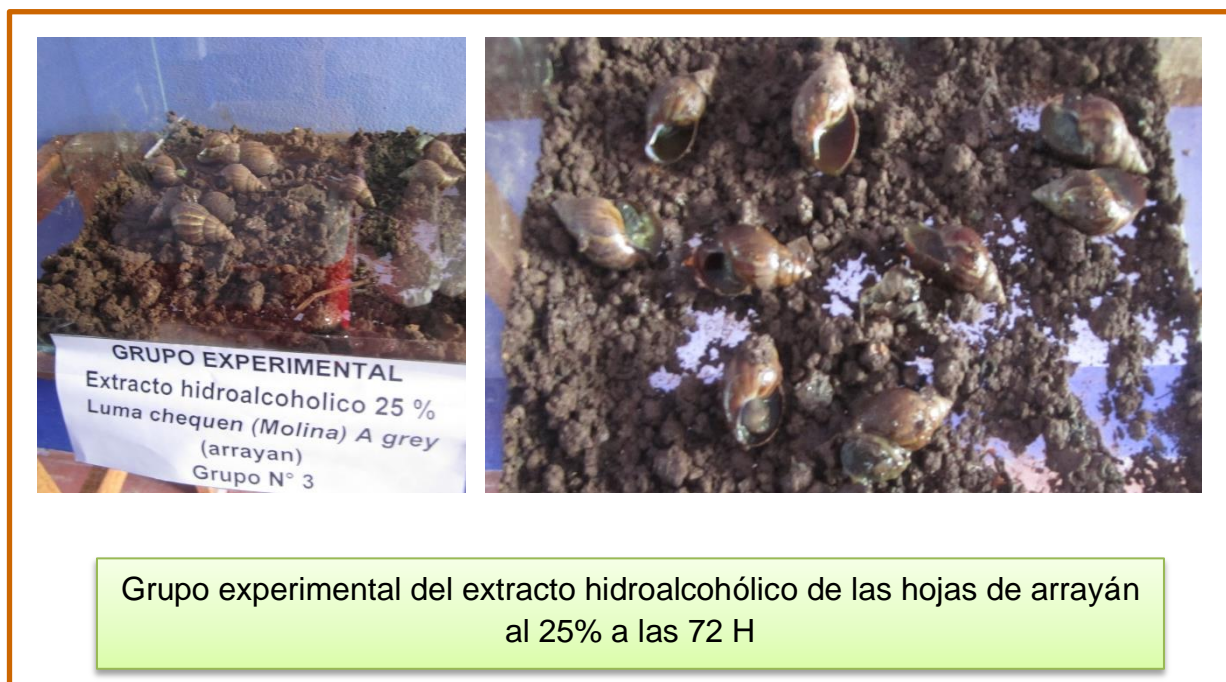 GRUPO EXPERIMENTAL
Extracto hidroalcoholico 25 %
Luma chequen (Molina) A grey
(arrayan)
Grupo N° 3
Grupo experimental del extracto hidroalcohólico de las hojas de arrayán
al 25% a las 72 H